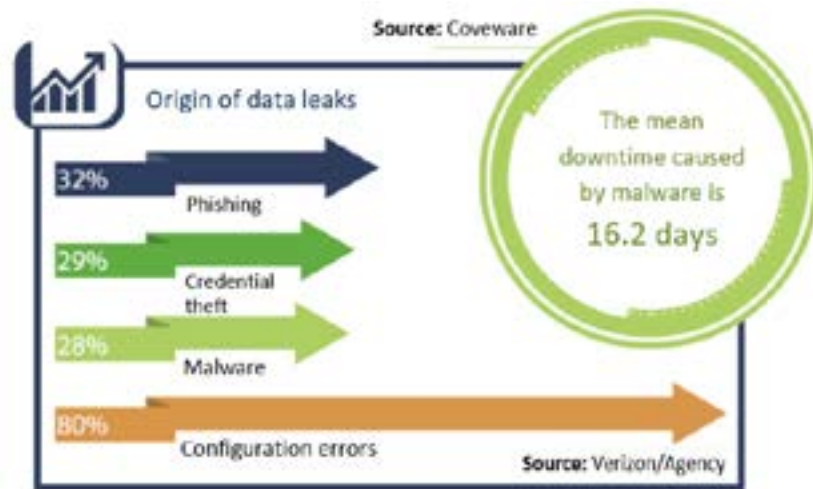 Source: Coveware
Origin of data leaks
The mean
downtime caused
by malware is
16.2 days
32%
Phishing
29%
Credential
theft
28%
Malware
80%
Configuration errors
Source: Verizon/Agency